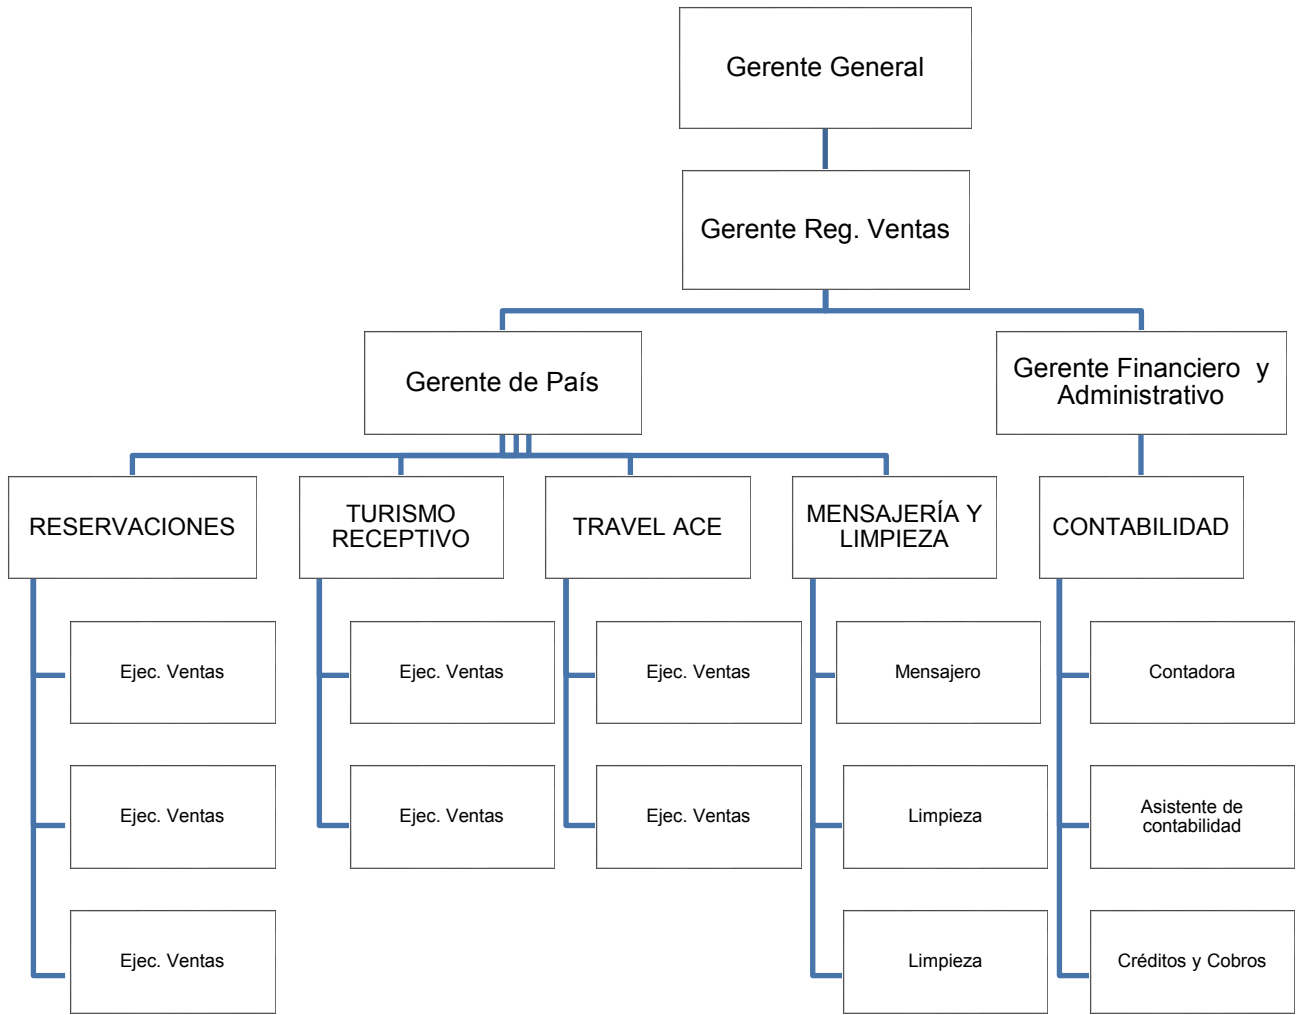 Gerente General
Gerente Reg. Ventas
Gerente de País
Gerente Financiero y
Administrativo
RESERVACIONES
TURISMO
RECEPTIVO
TRAVEL ACE
MENSAJERÍA Y
LIMPIEZA
CONTABILIDAD
Ejec. Ventas
Ejec. Ventas
Ejec. Ventas
Mensajero
Contadora
Ejec. Ventas
Ejec. Ventas
Ejec. Ventas
Limpieza
Asistente de
contabilidad
Ejec. Ventas
Limpieza
Créditos y Cobros